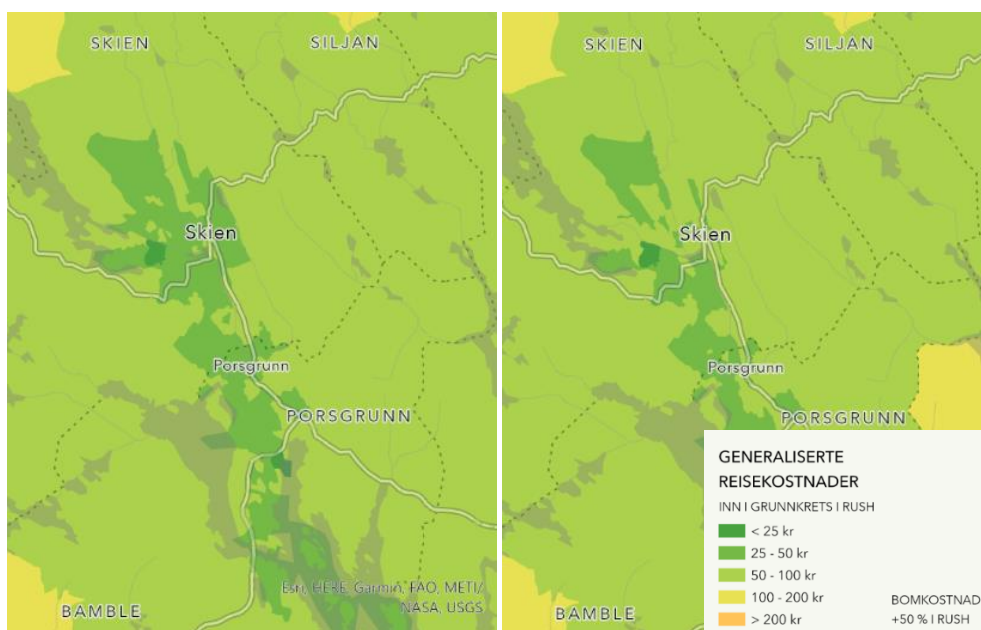 SKIEN
SILJAN
Skien
Porsgrunn
PORSGRUNN
Esri, HERE, Garmin, FAO, METI/
NASA, USGS
BAMBLE
SKIEN
SILJAN
Skien
Porsgrunn
PORSGRUNN
BAMBLE
GENERALISERTE
REISEKOSTNADER
INN I GRUNNKRETS I RUSH
< 25 kr
25 - 50 kr
50 - 100 kr
100 - 200 kr
> 200 kr
BOMKOSTNAD
+50 % I RUSH